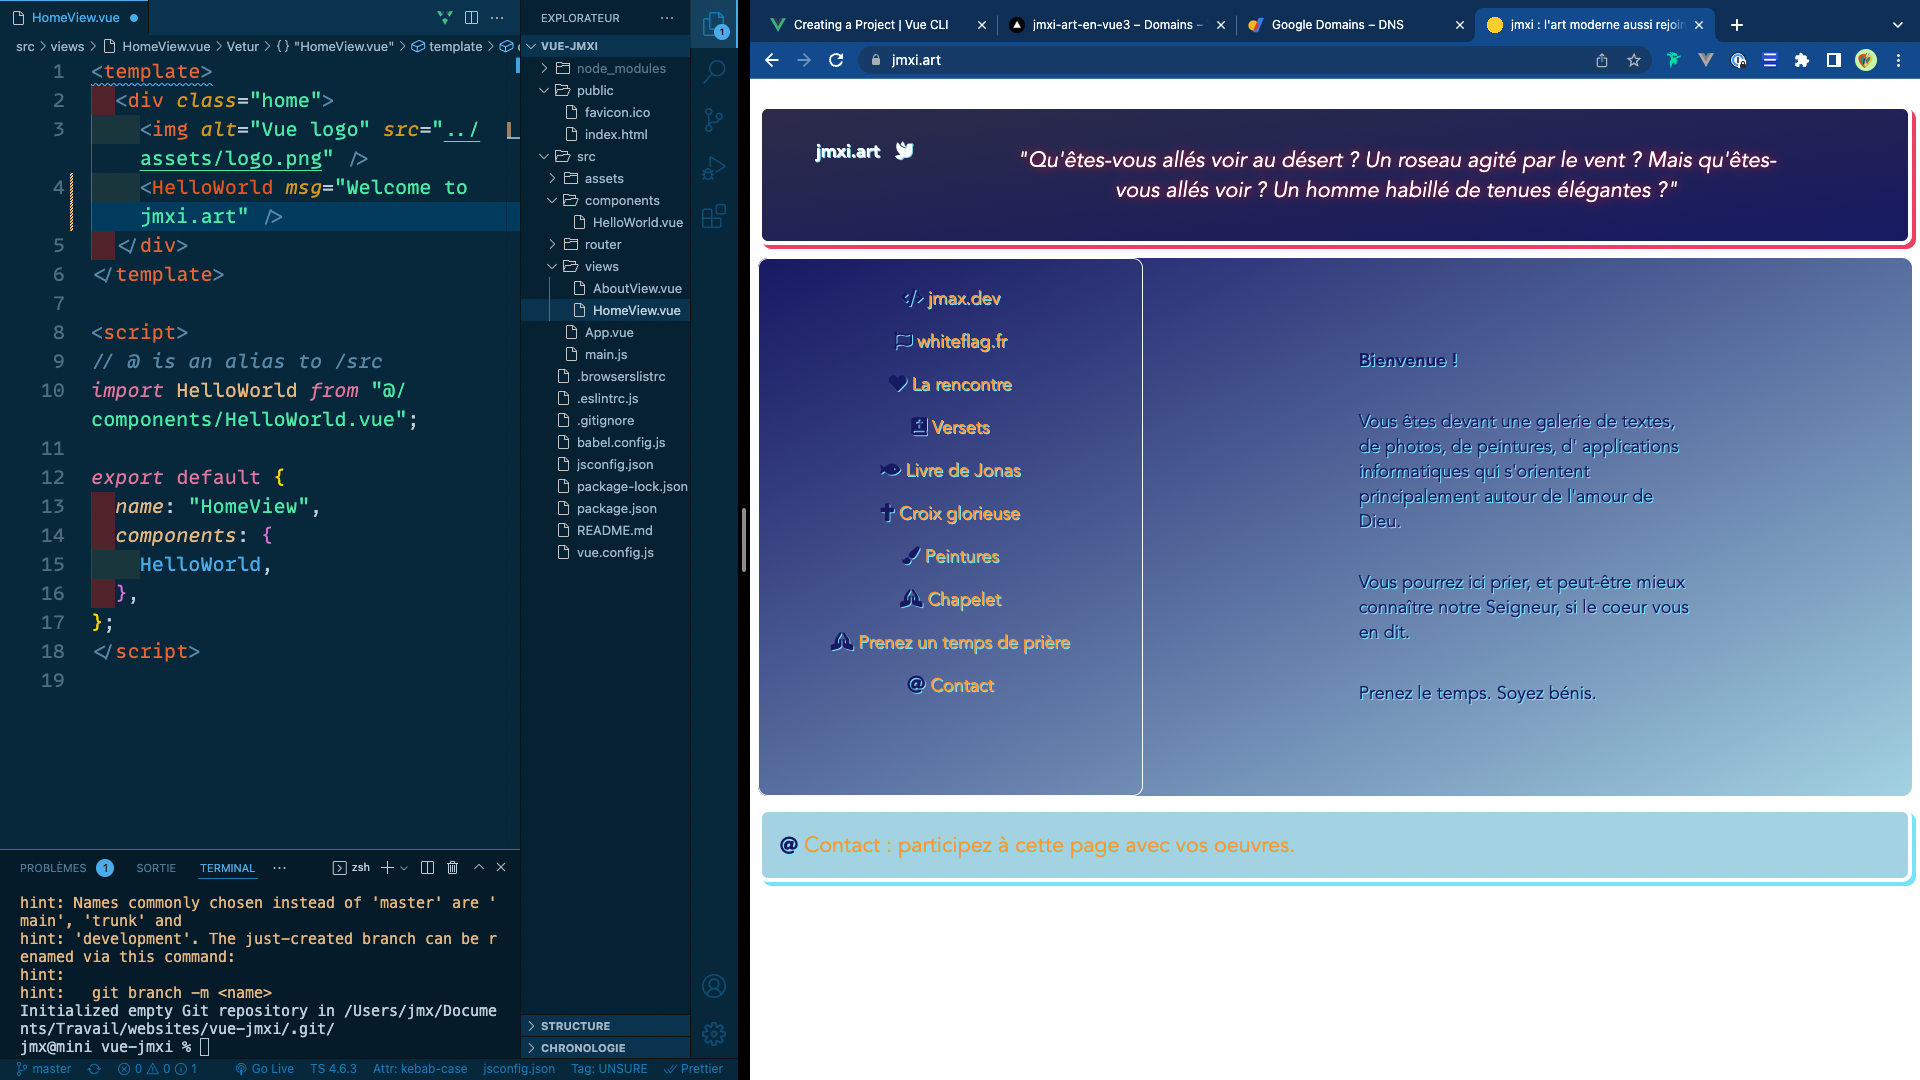 HomeView.vue
src > views > HomeView.vue > Vetur > {} "HomeView.vue" > template >
1 <template>
2 <div class="home">
3 <img alt="Vue logo" src="../
assets/logo.png" />
4 <HelloWorld msg="Welcome to
jmxi.art" />
5 </div>
6 </template>
7
8 <script>
9 // @ is an alias to /src
10 import HelloWorld from "@/
components/HelloWorld.vue";
11
12 export default {
13 name: "HomeView",
14 components: {
15 HelloWorld,
16 },
17 };
18 </script>
19
PROBLÈMES 1 SORTIE TERMINAL ··· zsh
hint: Names commonly chosen instead of 'master' are '
main', 'trunk' and
hint: 'development'. The just-created branch can be r
enamed via this command:
hint:
hint:   git branch -m <name>
Initialized empty Git repository in /Users/jmx/Docume
nts/Travail/websites/vue-jmxi/.git/
jmx@mini vue-jmxi %
master 0 0 1 Go Live TS 4.6.3 Attr: kebab-case jsconfig.json Tag: UNSURE Prettier
EXPLORATEUR ···
VUE-JMXI
node_modules
public
favicon.ico
index.html
src
assets
components
HelloWorld.vue
router
views
AboutView.vue
HomeView.vue
App.vue
main.js
.browserslistrc
.eslintrc.js
.gitignore
babel.config.js
jsconfig.json
package-lock.json
package.json
README.md
vue.config.js
STRUCTURE
CHRONOLOGIE
1
Creating a Project | Vue CLI
jmxi-art-en-vue3 – Domains –
Google Domains – DNS
jmxi : l'art moderne aussi rejoin
jmxi.art
jmxi.art
"Qu'êtes-vous allés voir au désert ? Un roseau agité par le vent ? Mais qu'êtes-
vous allés voir ? Un homme habillé de tenues élégantes ?"
</> jmax.dev
whiteflag.fr
La rencontre
Versets
Livre de Jonas
Croix glorieuse
Peintures
Chapelet
Prenez un temps de prière
@ Contact
Bienvenue !
Vous êtes devant une galerie de textes,
de photos, de peintures, d' applications
informatiques qui s'orientent
principalement autour de l'amour de
Dieu.
Vous pourrez ici prier, et peut-être mieux
connaître notre Seigneur, si le coeur vous
en dit.
Prenez le temps. Soyez bénis.
@ Contact : participez à cette page avec vos oeuvres.